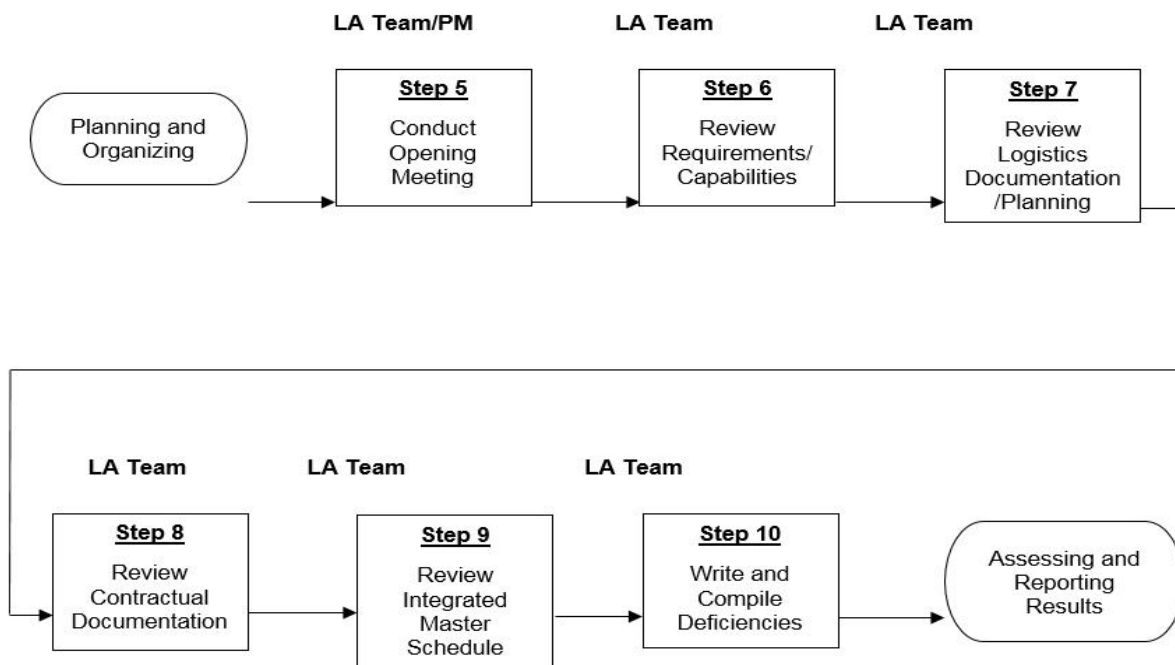 LA Team/PM
LA Team
LA Team
Planning and
Organizing
Step 5
Conduct
Opening
Meeting
Step 6
Review
Requirements/
Capabilities
Step 7
Review
Logistics
Documentation
/Planning
LA Team
LA Team
LA Team
Step 8
Review
Contractual
Documentation
Step 9
Review
Integrated
Master
Schedule
Step 10
Write and
Compile
Deficiencies
Assessing and
Reporting
Results